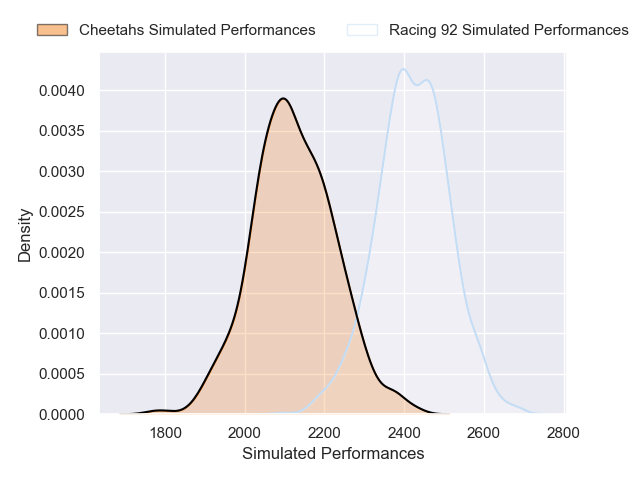 Cheetahs Simulated Performances Racing 92 Simulated Performances
0.0040
0.0035
0.0030
0.0025
0.0020
0.0015
0.0010
0.0005
0.0000
Density
1800 2000 2200 2400 2600 2800
Simulated Performances